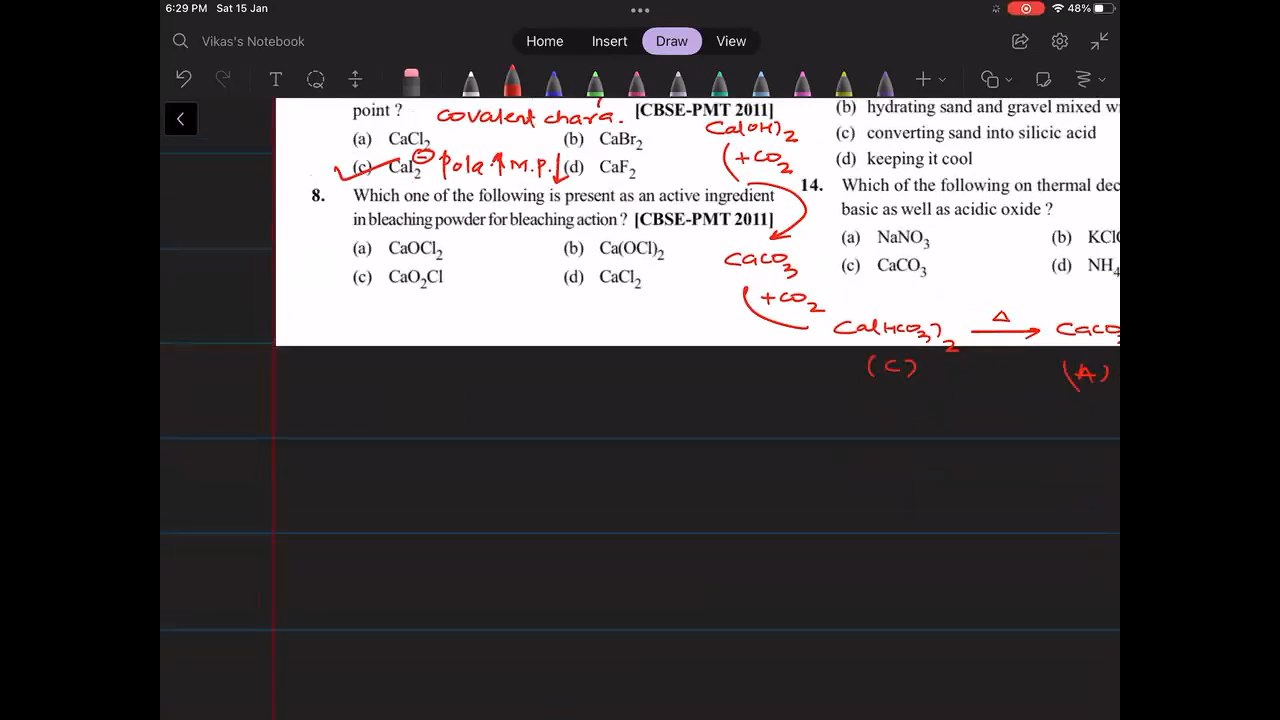 6:29 PM Sat 15 Jan
48%
Vikas's Notebook
Home Insert Draw View
point ? covalent chara. [CBSE-PMT 2011]
(a) CaCl₂ (b) CaBr₂
(c) CaI₂ ⊖ pola ↑ M.P. ↓ (d) CaF₂
8. Which one of the following is present as an active ingredient
in bleaching powder for bleaching action ? [CBSE-PMT 2011]
(a) CaOCl₂ (b) Ca(OCl)₂
(c) CaO₂Cl (d) CaCl₂
Ca(OH)₂
+CO₂
CaCO₃
+CO₂
Ca(HCO₃)₂ Δ → CaCO₃
(C) (A)
(b) hydrating sand and gravel mixed w
(c) converting sand into silicic acid
(d) keeping it cool
14. Which of the following on thermal dec
basic as well as acidic oxide ?
(a) NaNO₃ (b) KClO
(c) CaCO₃ (d) NH₄